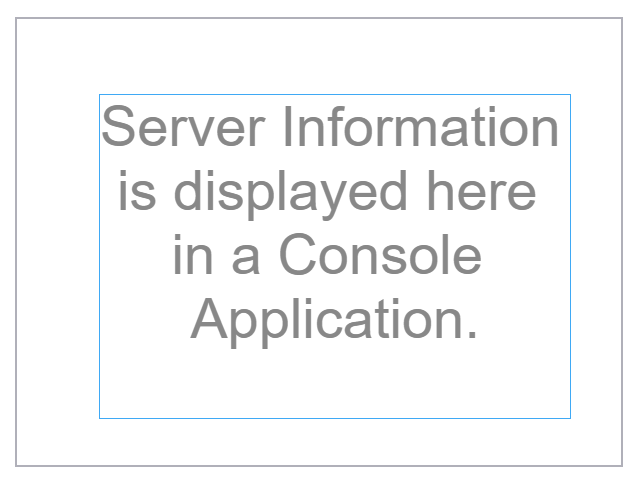 Server Information
is displayed here
in a Console
Application.